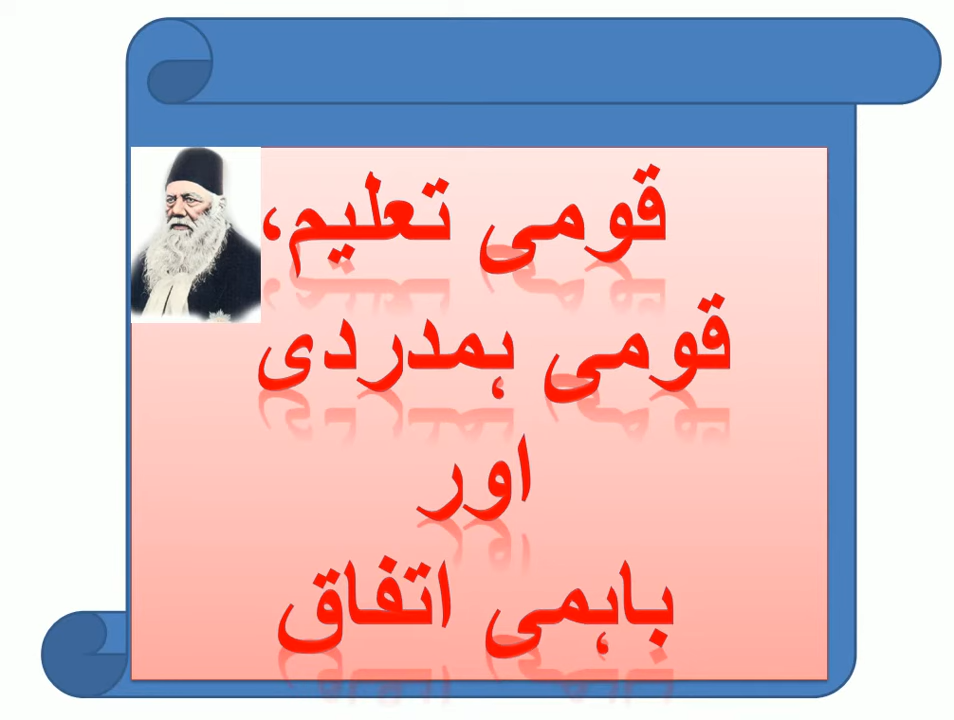 قومی تعلیم،
قومی ہمدردی
اور
باہمی اتفاق